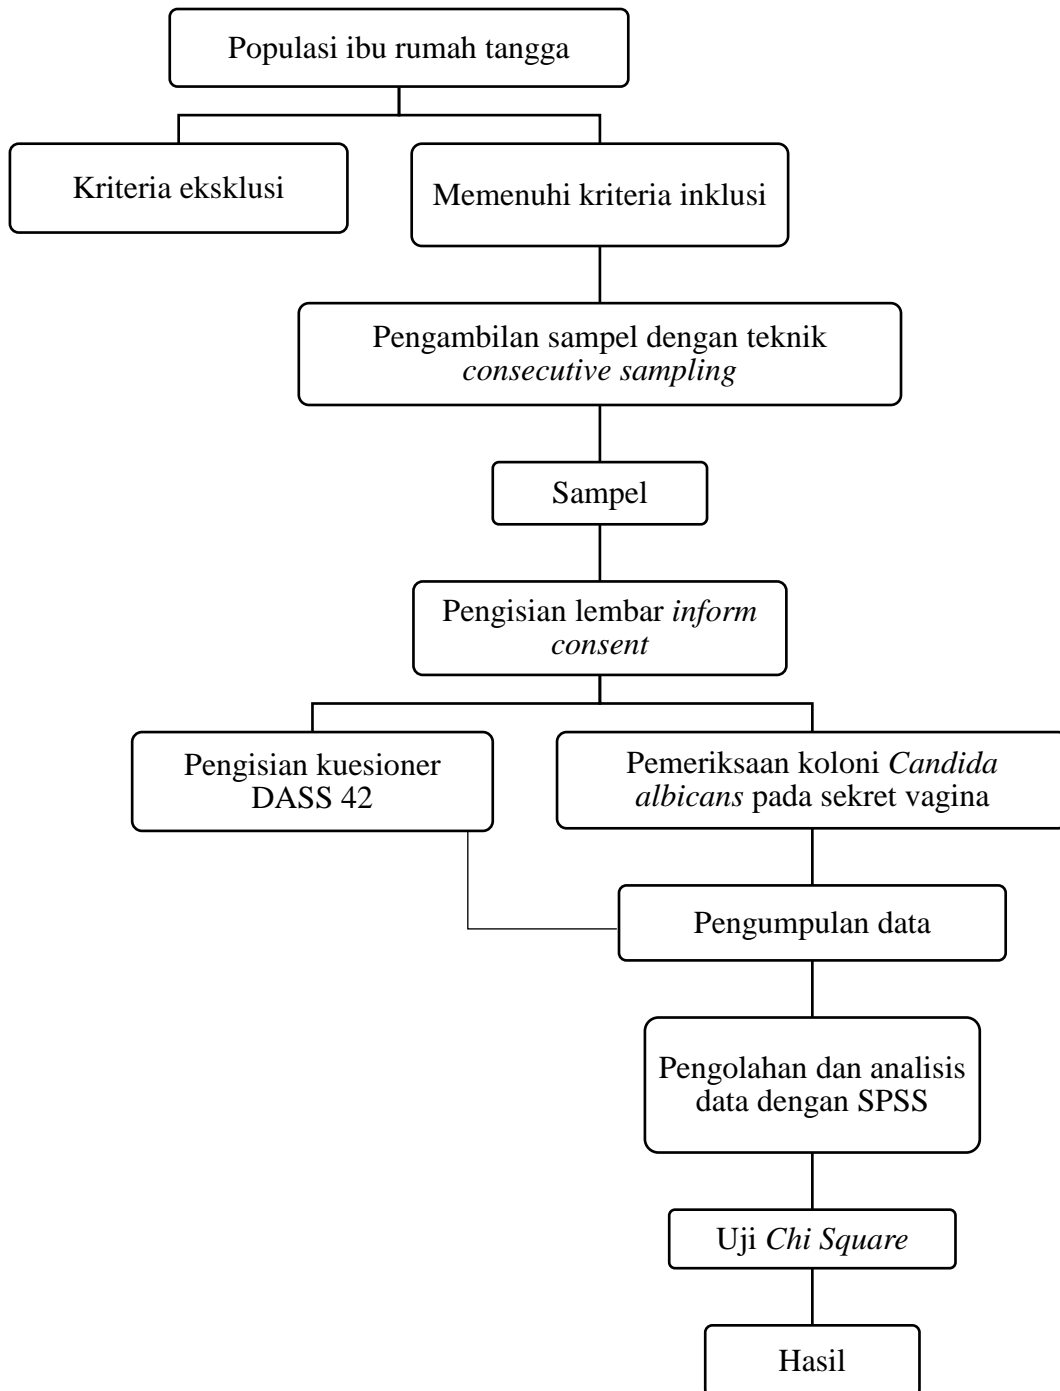 Populasi ibu rumah tangga
Kriteria eksklusi
Memenuhi kriteria inklusi
Pengambilan sampel dengan teknik
consecutive sampling
Sampel
Pengisian lembar inform
consent
Pengisian kuesioner
DASS 42
Pemeriksaan koloni Candida
albicans pada sekret vagina
Pengumpulan data
Pengolahan dan analisis
data dengan SPSS
Uji Chi Square
Hasil